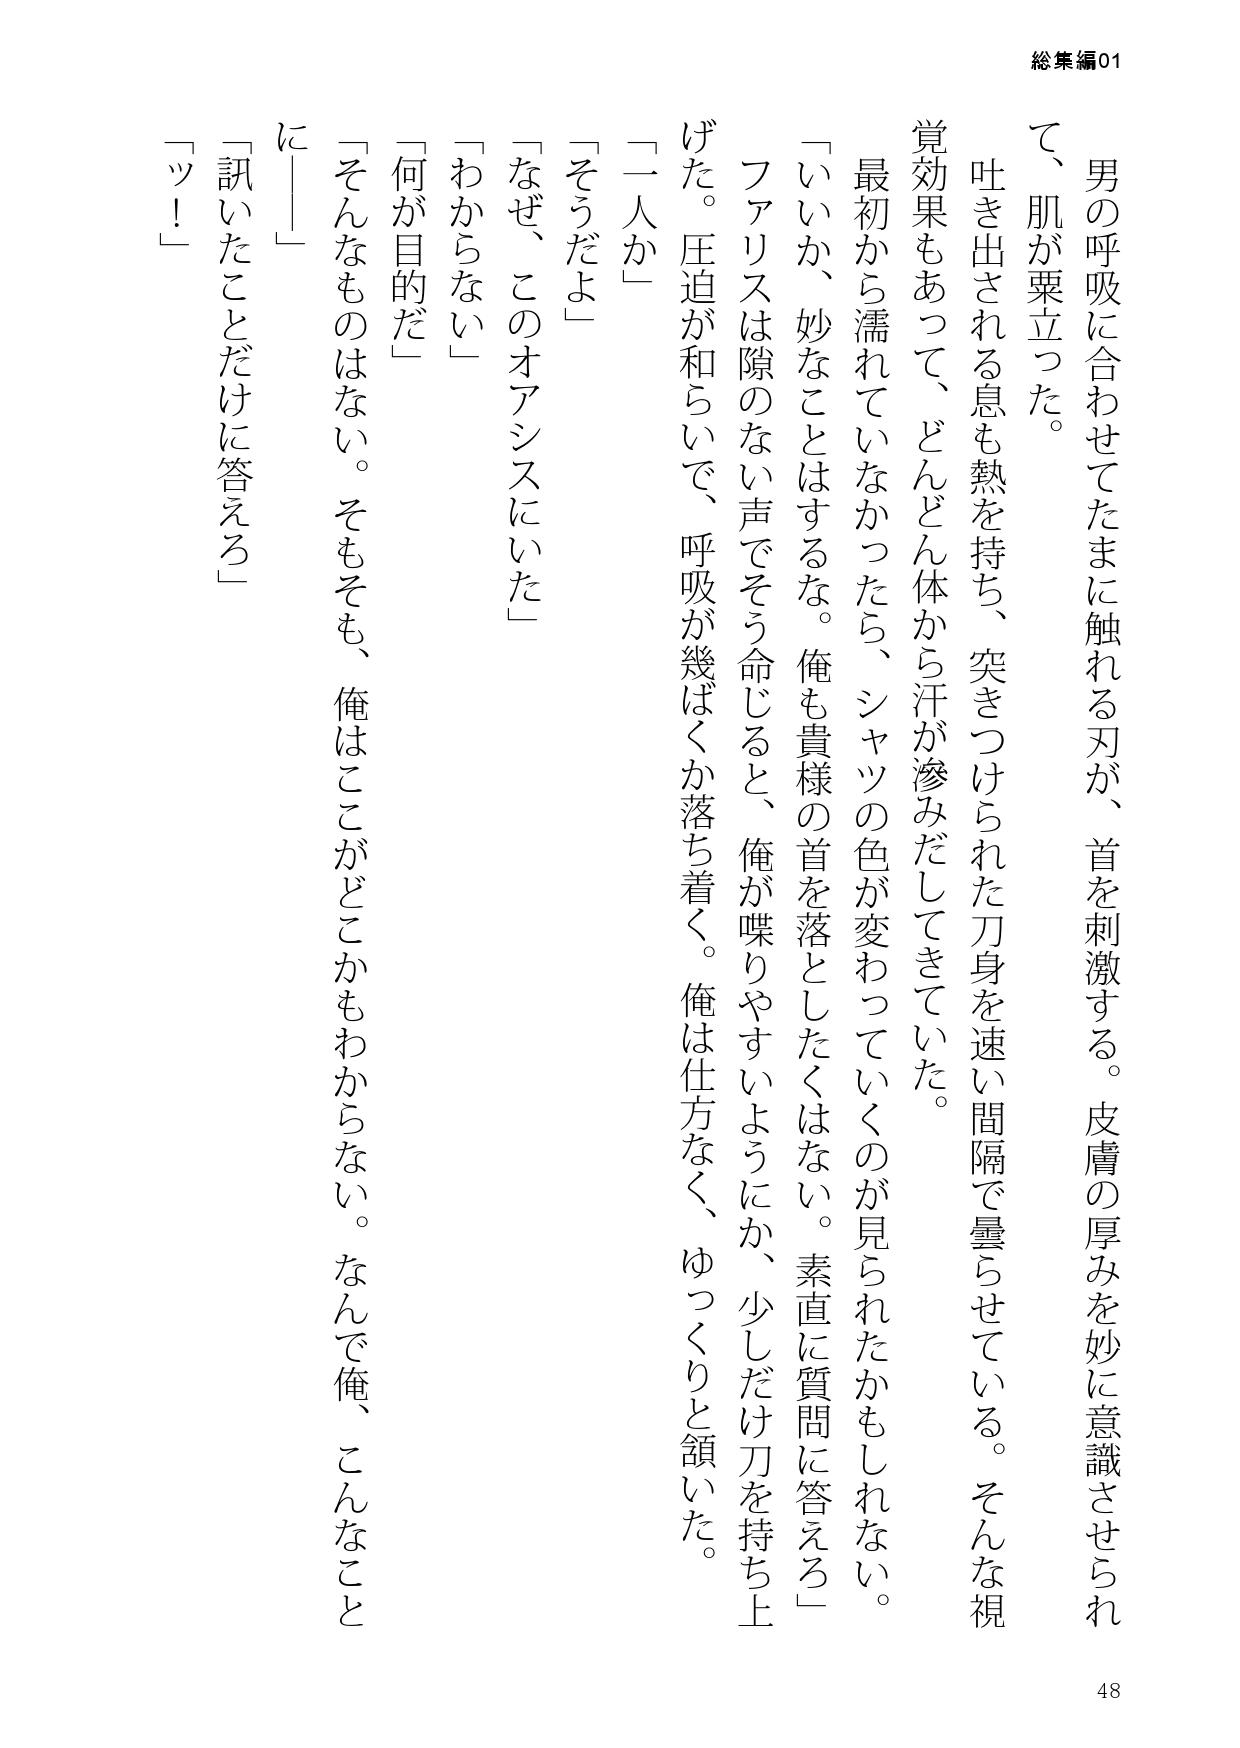 総集編01
　男の呼吸に合わせてたまに触れる刃が、首を刺激する。皮膚の厚みを妙に意識させられ
て、肌が粟立った。
　吐き出される息も熱を持ち、突きつけられた刀身を速い間隔で曇らせている。そんな視
覚効果もあって、どんどん体から汗が滲みだしてきていた。
　最初から濡れていなかったら、シャツの色が変わっていくのが見られたかもしれない。
「いいか、妙なことはするな。俺も貴様の首を落としたくはない。素直に質問に答えろ」
　ファリスは隙のない声でそう命じると、俺が喋りやすいようにか、少しだけ刀を持ち上
げた。圧迫が和らいで、呼吸が幾ばくか落ち着く。俺は仕方なく、ゆっくりと頷いた。
「一人か」
「そうだよ」
「なぜ、このオアシスにいた」
「わからない」
「何が目的だ」
「そんなものはない。そもそも、俺はここがどこかもわからない。なんで俺、こんなこと
に――」
「訊いたことだけに答えろ」
「ッ！」
48